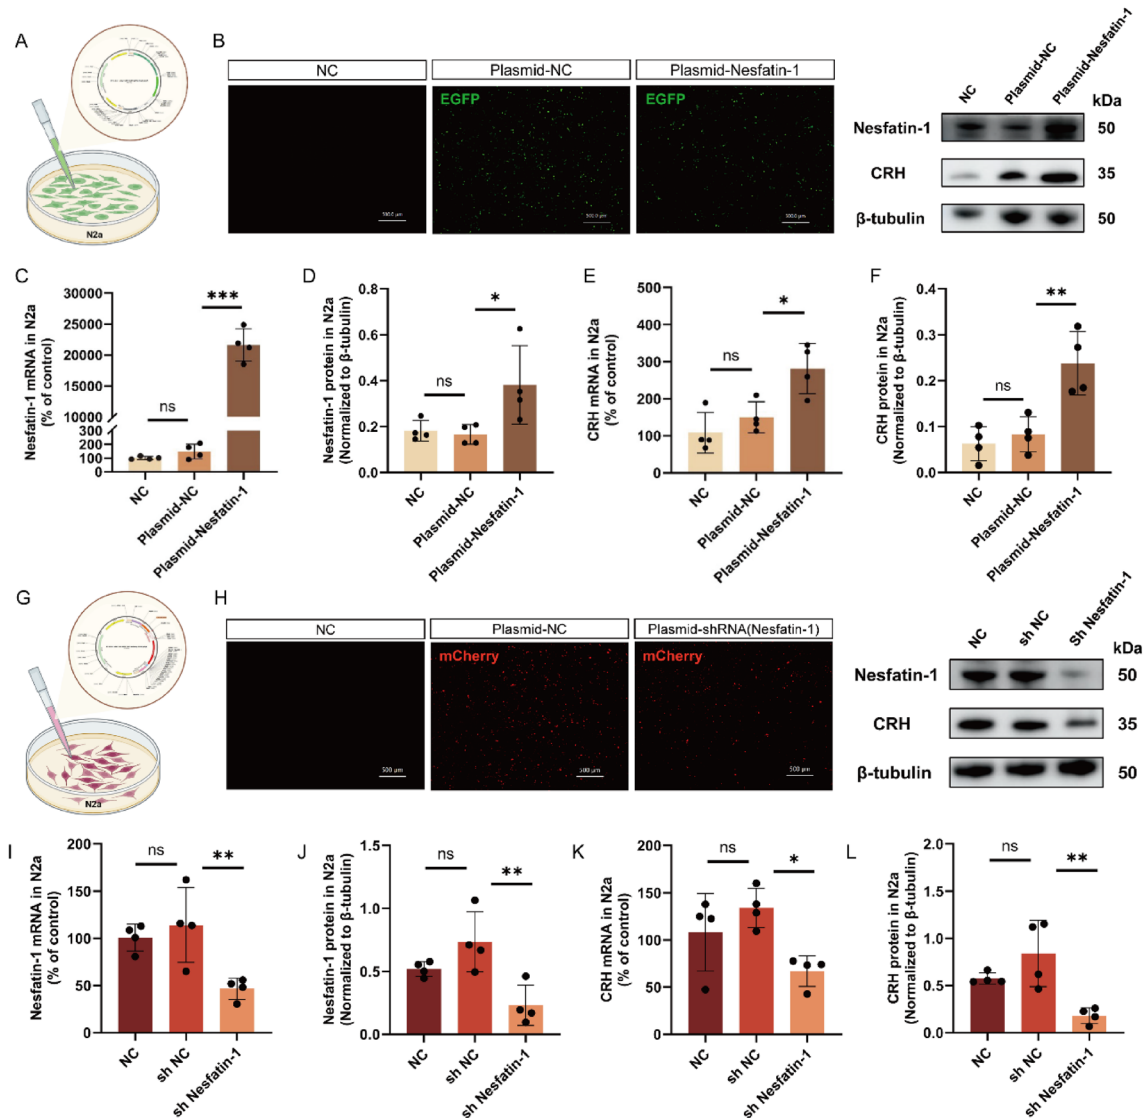 A
N2a
B
NC
Plasmid-NC
Plasmid-Nesfatin-1
EGFP
EGFP
NC
Plasmid-NC
Plasmid-Nesfatin-1
kDa
Nesfatin-1
50
CRH
35
β-tubulin
50
C
Nesfatin-1 mRNA in N2a
(% of control)
30000
25000
20000
10000
200
100
0
ns
***
NC
Plasmid-NC
Plasmid-Nesfatin-1
D
Nesfatin-1 protein in N2a
(Normalized to β-tubulin)
0.8
0.6
0.4
0.2
0.0
ns
*
NC
Plasmid-NC
Plasmid-Nesfatin-1
E
CRH mRNA in N2a
(% of control)
500
400
300
200
100
0
ns
*
NC
Plasmid-NC
Plasmid-Nesfatin-1
F
CRH protein in N2a
(Normalized to β-tubulin)
0.4
0.3
0.2
0.1
0.0
ns
**
NC
Plasmid-NC
Plasmid-Nesfatin-1
G
N2a
H
NC
Plasmid-NC
Plasmid-shRNA(Nesfatin-1)
mCherry
mCherry
500 μm
500 μm
500 μm
NC
sh NC
Sh Nesfatin-1
kDa
Nesfatin-1
50
CRH
35
β-tubulin
50
I
Nesfatin-1 mRNA in N2a
(% of control)
200
150
100
50
0
ns
**
NC
sh NC
sh Nesfatin-1
J
Nesfatin-1 protein in N2a
(Normalized to β-tubulin)
1.5
1.0
0.5
0.0
ns
**
NC
sh NC
sh Nesfatin-1
K
CRH mRNA in N2a
(% of control)
200
150
100
50
0
ns
*
NC
sh NC
sh Nesfatin-1
L
CRH protein in N2a
(Normalized to β-tubulin)
2.0
1.5
1.0
0.5
0.0
ns
**
NC
sh NC
sh Nesfatin-1